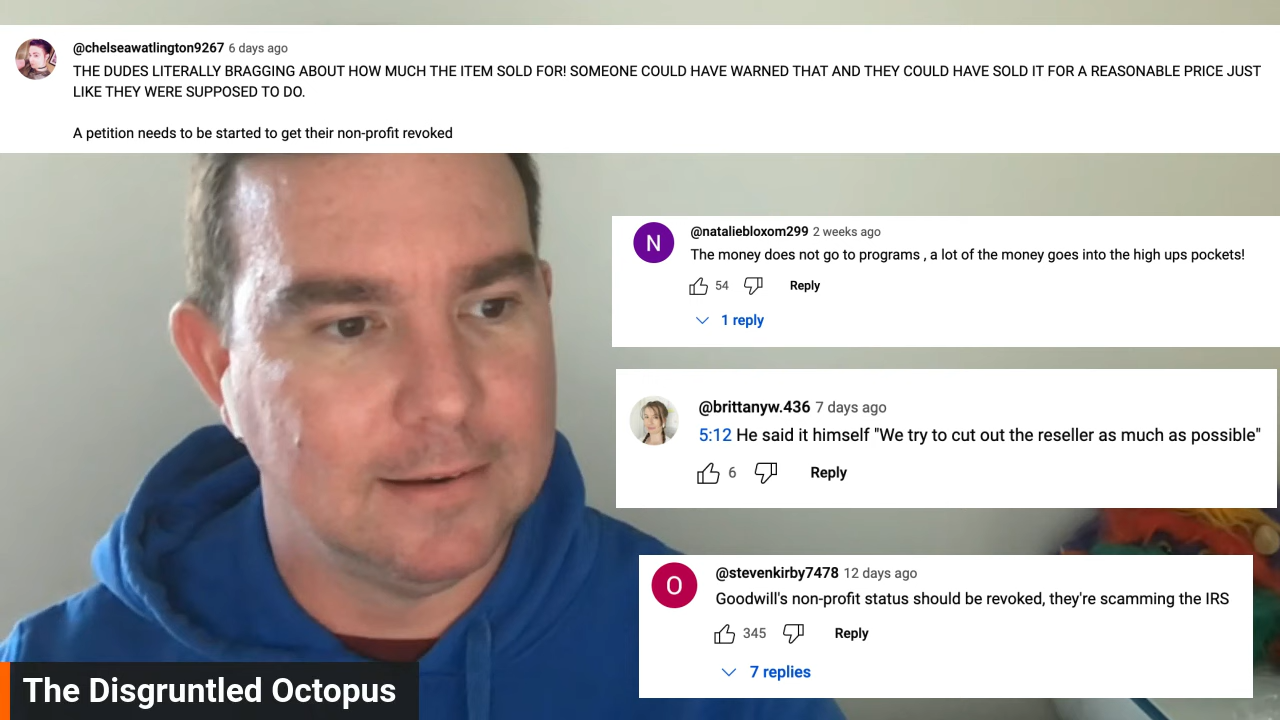 @chelseawatlington9267 6 days ago
THE DUDES LITERALLY BRAGGING ABOUT HOW MUCH THE ITEM SOLD FOR! SOMEONE COULD HAVE WARNED THAT AND THEY COULD HAVE SOLD IT FOR A REASONABLE PRICE JUST
LIKE THEY WERE SUPPOSED TO DO.
A petition needs to be started to get their non-profit revoked
N
@nataliebloxom299 2 weeks ago
The money does not go to programs , a lot of the money goes into the high ups pockets!
54 Reply
1 reply
@brittanyw.436 7 days ago
5:12 He said it himself "We try to cut out the reseller as much as possible"
6 Reply
O
@stevenkirby7478 12 days ago
Goodwill's non-profit status should be revoked, they're scamming the IRS
345 Reply
7 replies
The Disgruntled Octopus